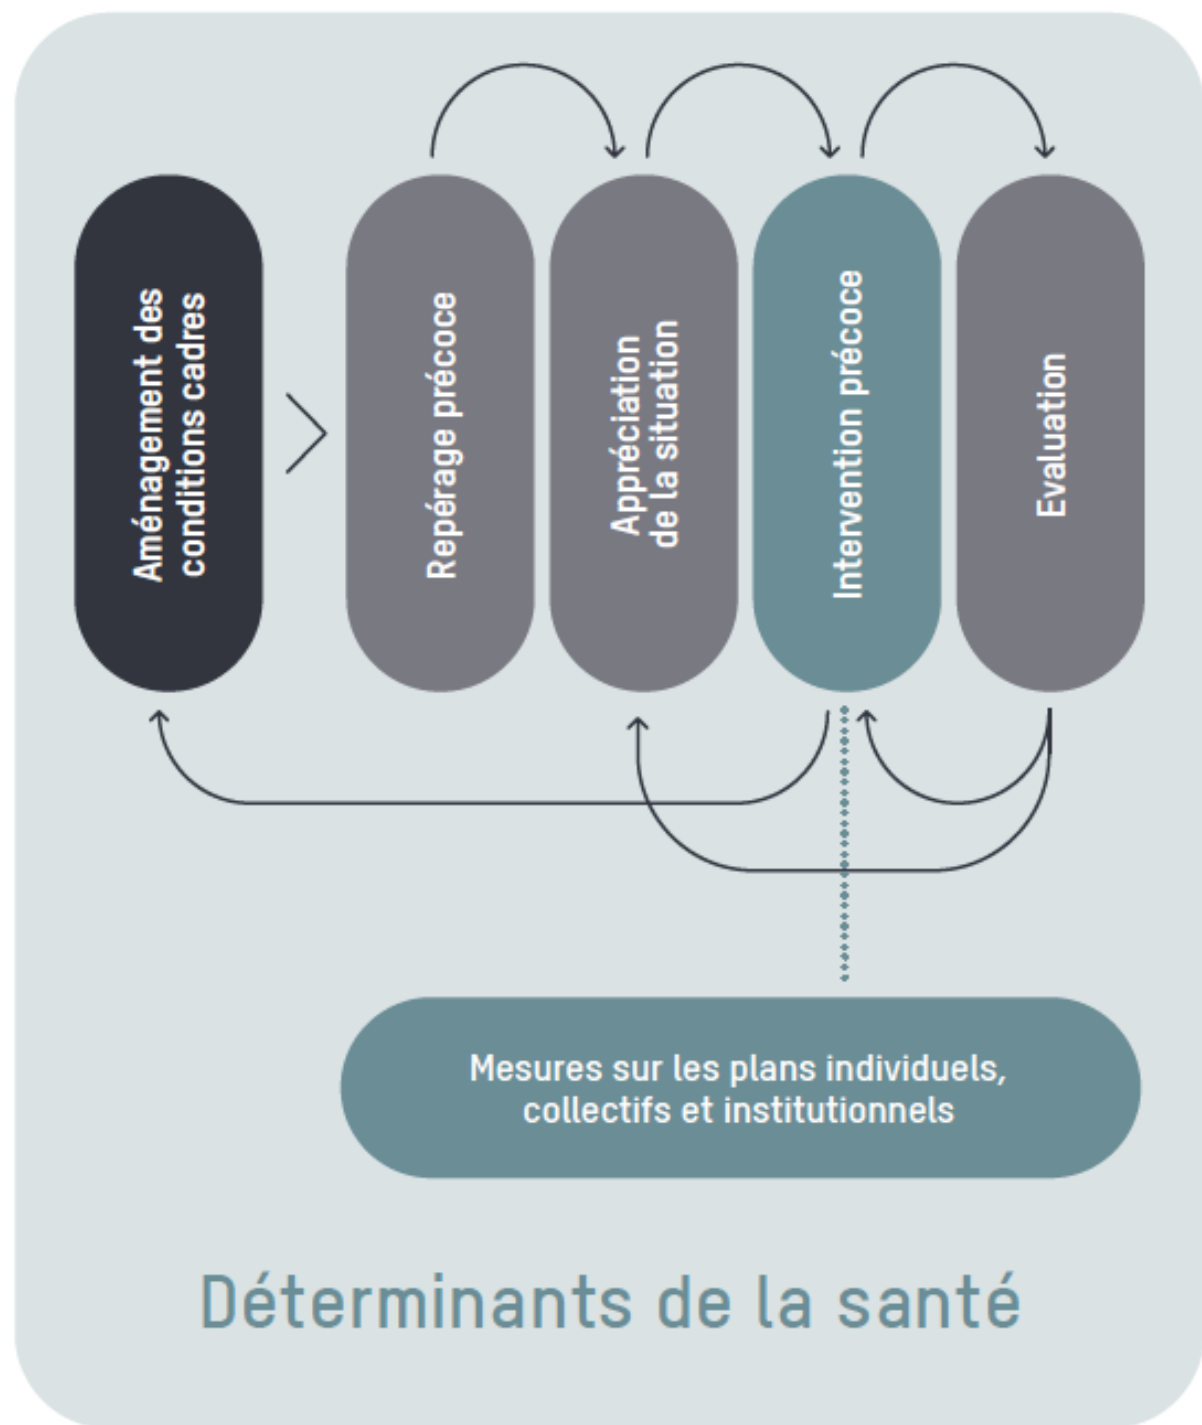 Aménagement des
conditions cadres
Repérage précoce
Appréciation
de la situation
Intervention précoce
Evaluation
Mesures sur les plans individuels,
collectifs et institutionnels
Déterminants de la santé